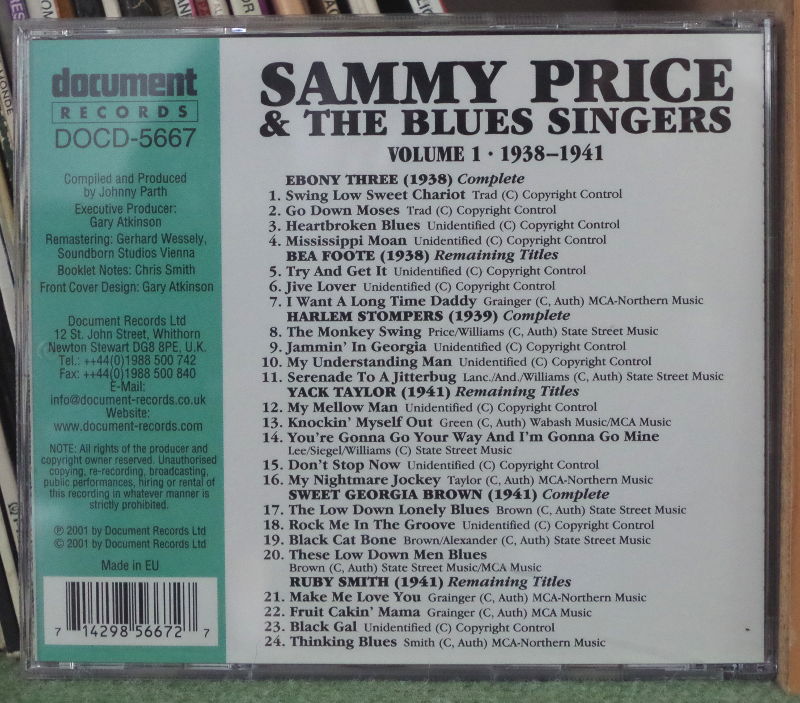 document
RECORDS
DOCD-5667
Compiled and Produced
by Johnny Parth
Executive Producer:
Gary Atkinson
Remastering: Gerhard Wessely,
Soundborn Studios Vienna
Booklet Notes: Chris Smith
Front Cover Design: Gary Atkinson
Document Records Ltd
12 St. John Street, Whithorn
Newton Stewart DG8 8PE, U.K.
Tel.: ++44(0)1988 500 742
Fax: ++44(0)1988 500 840
E-Mail:
info@document-records.co.uk
Website:
www.document-records.com
NOTE: All rights of the producer and
copyright owner reserved. Unauthorised
copying, re-recording, broadcasting,
public performances, hiring or rental of
this recording in whatever manner is
strictly prohibited.
℗ 2001 by Document Records Ltd
© 2001 by Document Records Ltd
Made in EU
7 14298 56672 7
SAMMY PRICE
& THE BLUES SINGERS
VOLUME 1 · 1938–1941
EBONY THREE (1938) Complete
1. Swing Low Sweet Chariot Trad (C) Copyright Control
2. Go Down Moses Trad (C) Copyright Control
3. Heartbroken Blues Unidentified (C) Copyright Control
4. Mississippi Moan Unidentified (C) Copyright Control
BEA FOOTE (1938) Remaining Titles
5. Try And Get It Unidentified (C) Copyright Control
6. Jive Lover Unidentified (C) Copyright Control
7. I Want A Long Time Daddy Grainger (C, Auth) MCA-Northern Music
HARLEM STOMPERS (1939) Complete
8. The Monkey Swing Price/Williams (C, Auth) State Street Music
9. Jammin' In Georgia Unidentified (C) Copyright Control
10. My Understanding Man Unidentified (C) Copyright Control
11. Serenade To A Jitterbug Lanc./And./Williams (C, Auth) State Street Music
YACK TAYLOR (1941) Remaining Titles
12. My Mellow Man Unidentified (C) Copyright Control
13. Knockin' Myself Out Green (C, Auth) Wabash Music/MCA Music
14. You're Gonna Go Your Way And I'm Gonna Go Mine
Lee/Siegel/Williams (C) State Street Music
15. Don't Stop Now Unidentified (C) Copyright Control
16. My Nightmare Jockey Taylor (C, Auth) MCA-Northern Music
SWEET GEORGIA BROWN (1941) Complete
17. The Low Down Lonely Blues Brown (C, Auth) State Street Music
18. Rock Me In The Groove Unidentified (C) Copyright Control
19. Black Cat Bone Brown/Alexander (C, Auth) State Street Music
20. These Low Down Men Blues
Brown (C, Auth) State Street Music/MCA Music
RUBY SMITH (1941) Remaining Titles
21. Make Me Love You Grainger (C, Auth) MCA-Northern Music
22. Fruit Cakin' Mama Grainger (C, Auth) MCA Music
23. Black Gal Unidentified (C) Copyright Control
24. Thinking Blues Smith (C, Auth) MCA-Northern Music